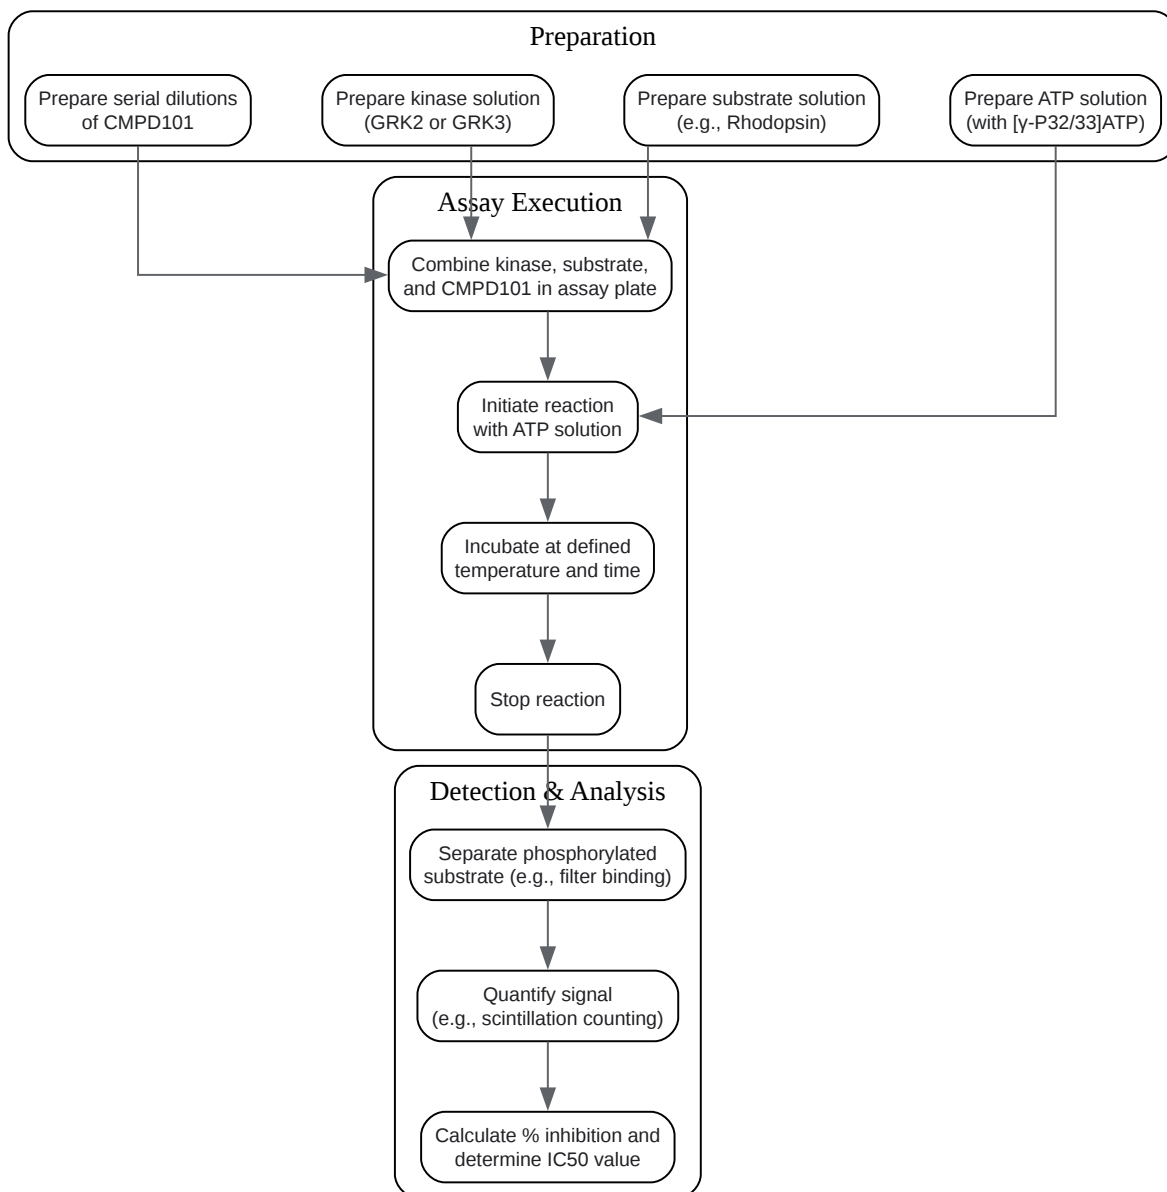 Preparation
Prepare serial dilutions
of CMPD101
Prepare kinase solution
(GRK2 or GRK3)
Prepare substrate solution
(e.g., Rhodopsin)
Prepare ATP solution
(with [γ-P32/33]ATP)
Assay Execution
Combine kinase, substrate,
and CMPD101 in assay plate
Initiate reaction
with ATP solution
Incubate at defined
temperature and time
Stop reaction
Detection & Analysis
Separate phosphorylated
substrate (e.g., filter binding)
Quantify signal
(e.g., scintillation counting)
Calculate % inhibition and
determine IC50 value